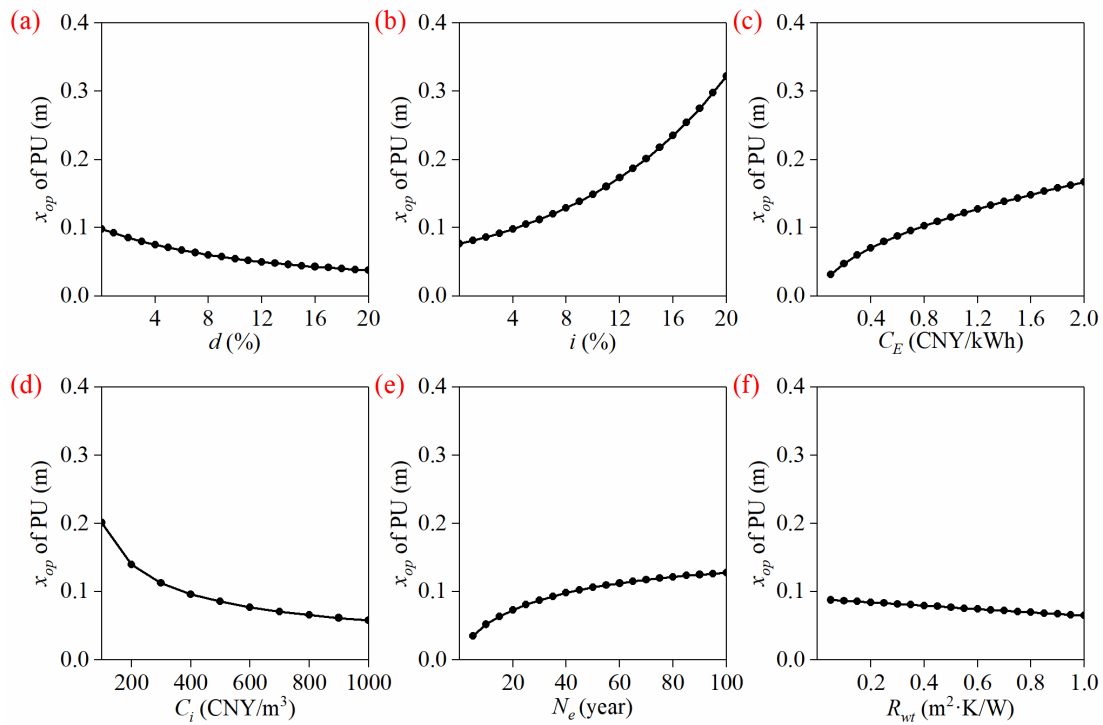 (a)
0.4
0.3
0.2
0.1
0.0
x_op of PU (m)
4 8 12 16 20
d (%)
(b)
0.4
0.3
0.2
0.1
0.0
x_op of PU (m)
4 8 12 16 20
i (%)
(c)
0.4
0.3
0.2
0.1
0.0
x_op of PU (m)
0.4 0.8 1.2 1.6 2.0
C_E (CNY/kWh)
(d)
0.4
0.3
0.2
0.1
0.0
x_op of PU (m)
200 400 600 800 1000
C_i (CNY/m³)
(e)
0.4
0.3
0.2
0.1
0.0
x_op of PU (m)
20 40 60 80 100
N_e (year)
(f)
0.4
0.3
0.2
0.1
0.0
x_op of PU (m)
0.2 0.4 0.6 0.8 1.0
R_wt (m²·K/W)